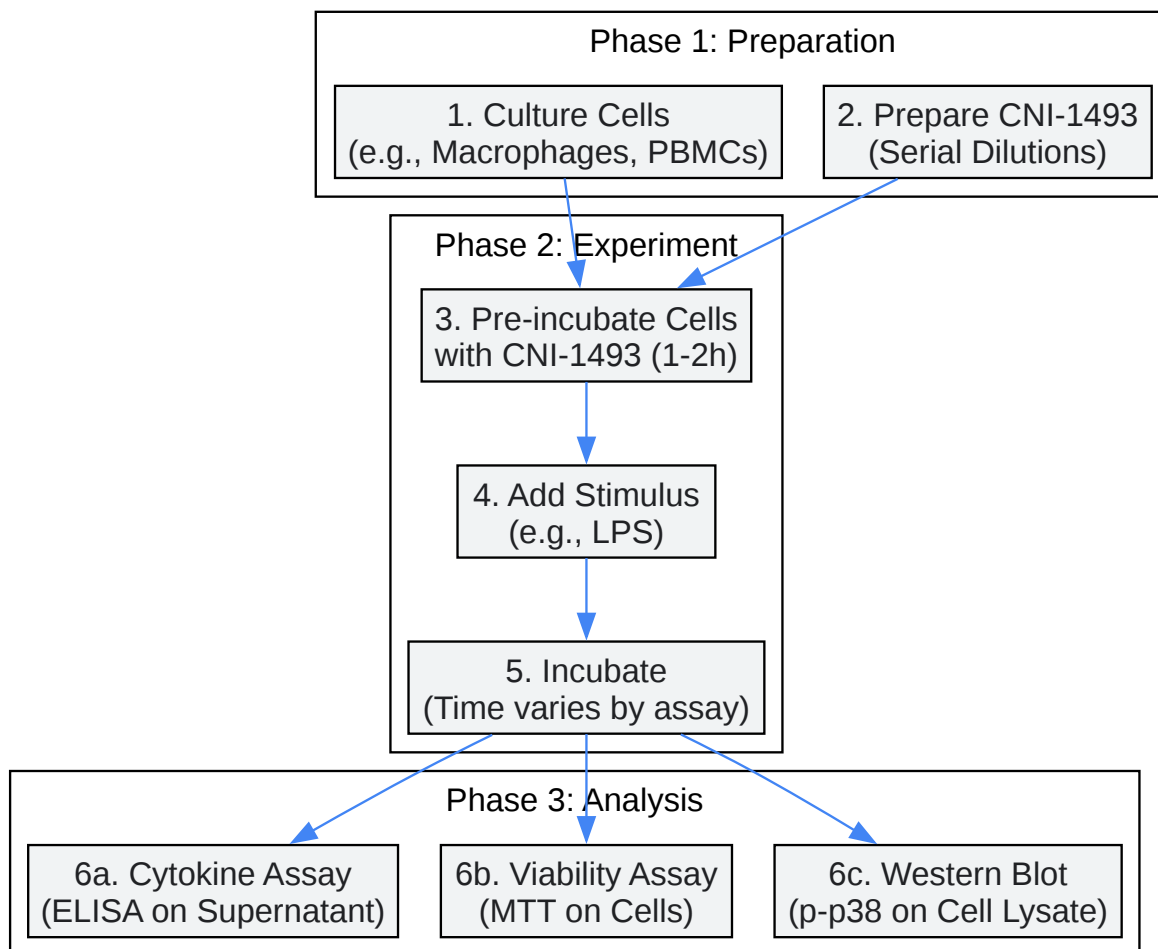 Phase 1: Preparation
1. Culture Cells
(e.g., Macrophages, PBMCs)
2. Prepare CNI-1493
(Serial Dilutions)
Phase 2: Experiment
3. Pre-incubate Cells
with CNI-1493 (1-2h)
4. Add Stimulus
(e.g., LPS)
5. Incubate
(Time varies by assay)
Phase 3: Analysis
6a. Cytokine Assay
(ELISA on Supernatant)
6b. Viability Assay
(MTT on Cells)
6c. Western Blot
(p-p38 on Cell Lysate)